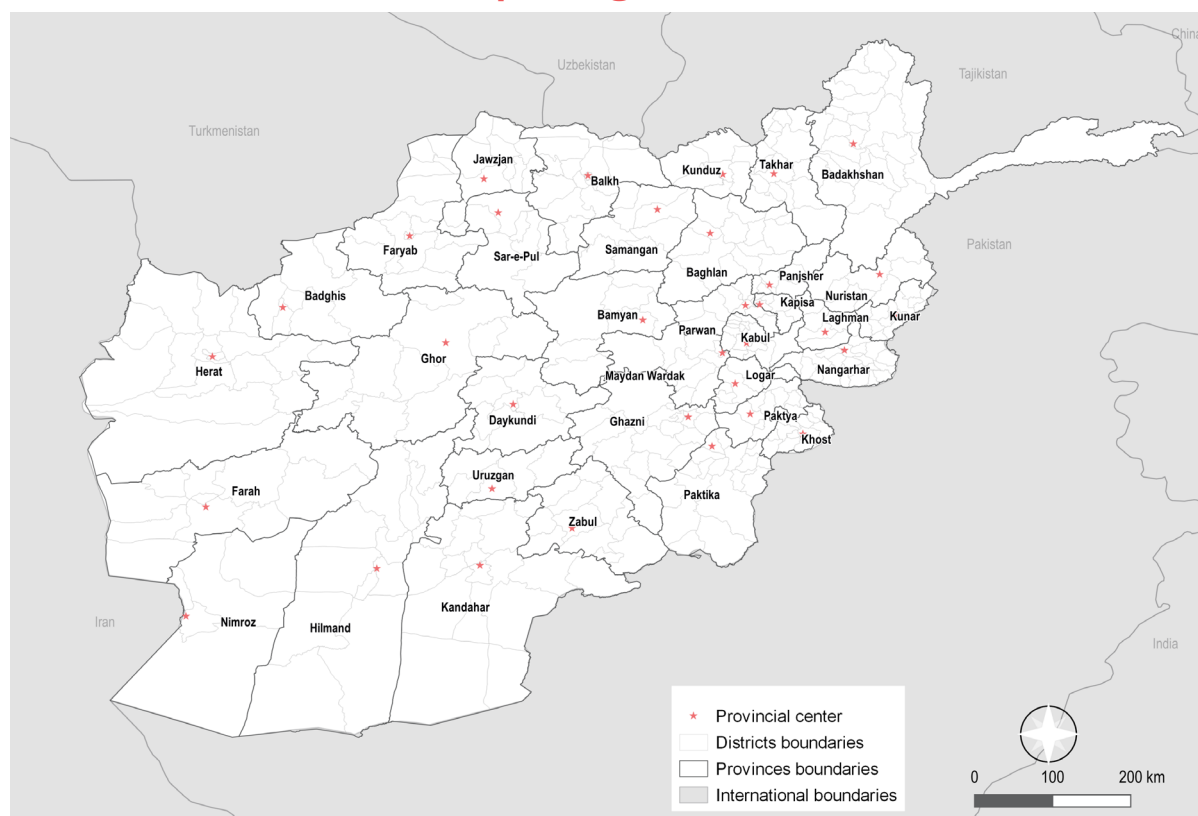 China
Uzbekistan
Tajikistan
Turkmenistan
Jawzjan
Balkh
Kunduz
Takhar
Badakhshan
Faryab
Sar-e-Pul
Samangan
Pakistan
Baghlan
Panjsher
Badghis
Nuristan
Kapisa
Bamyan
Parwan
Laghman
Kunar
Kabul
Ghor
Herat
Maydan Wardak
Logar
Nangarhar
Daykundi
Ghazni
Paktya
Khost
Uruzgan
Farah
Paktika
Zabul
Kandahar
Iran
Nimroz
Hilmand
India
Provincial center
Districts boundaries
Provinces boundaries
International boundaries
0 100 200 km